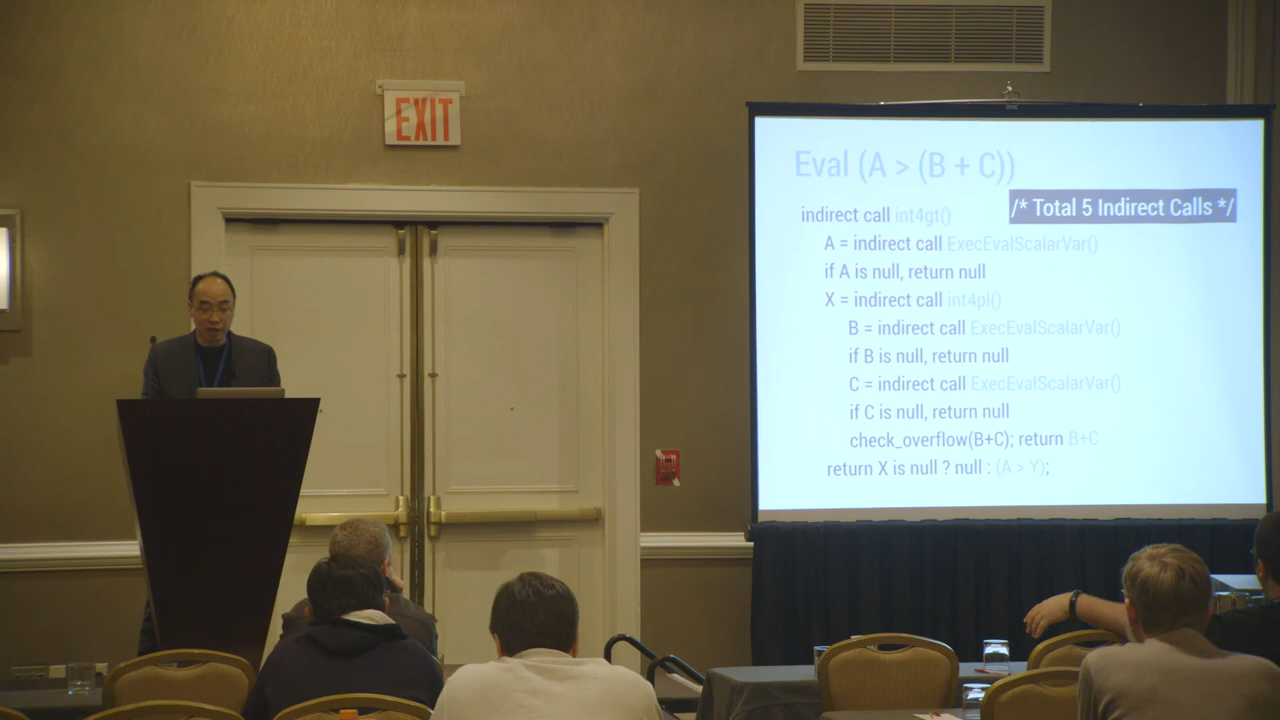 EXIT
Eval (A > (B + C))
/* Total 5 Indirect Calls */
indirect call int4gt()
A = indirect call ExecEvalScalarVar()
if A is null, return null
X = indirect call int4pl()
B = indirect call ExecEvalScalarVar()
if B is null, return null
C = indirect call ExecEvalScalarVar()
if C is null, return null
check_overflow(B+C); return B+C
return X is null ? null : (A > Y);